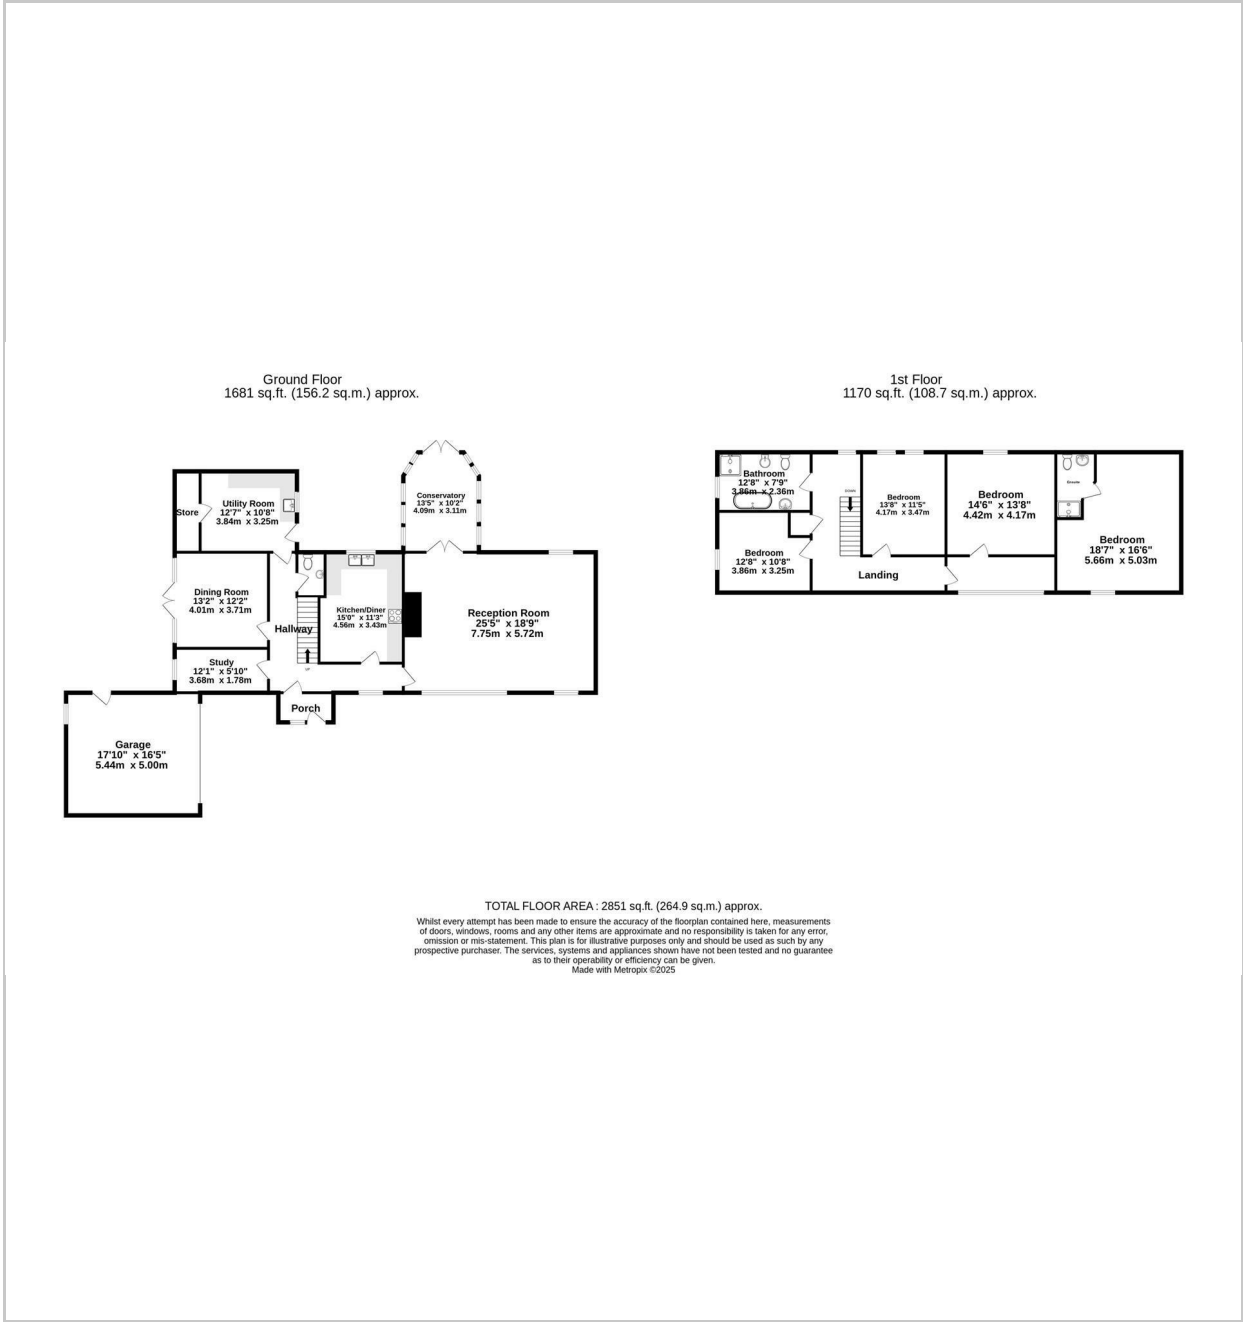 Ground Floor
1681 sq.ft. (156.2 sq.m.) approx.
Conservatory
13'5" x 10'2"
4.09m x 3.11m
Utility Room
12'7" x 10'8"
3.84m x 3.25m
Store
Dining Room
13'2" x 12'2"
4.01m x 3.71m
Kitchen/Diner
15'0" x 11'3"
4.56m x 3.43m
Reception Room
25'5" x 18'9"
7.75m x 5.72m
Hallway
UP
Study
12'1" x 5'10"
3.68m x 1.78m
Porch
Garage
17'10" x 16'5"
5.44m x 5.00m
1st Floor
1170 sq.ft. (108.7 sq.m.) approx.
Bathroom
12'8" x 7'9"
3.86m x 2.36m
DOWN
Bedroom
13'8" x 11'5"
4.17m x 3.47m
Bedroom
14'6" x 13'8"
4.42m x 4.17m
Ensuite
Bedroom
18'7" x 16'6"
5.66m x 5.03m
Bedroom
12'8" x 10'8"
3.86m x 3.25m
Landing
TOTAL FLOOR AREA : 2851 sq.ft. (264.9 sq.m.) approx.
Whilst every attempt has been made to ensure the accuracy of the floorplan contained here, measurements
of doors, windows, rooms and any other items are approximate and no responsibility is taken for any error,
omission or mis-statement. This plan is for illustrative purposes only and should be used as such by any
prospective purchaser. The services, systems and appliances shown have not been tested and no guarantee
as to their operability or efficiency can be given.
Made with Metropix ©2025